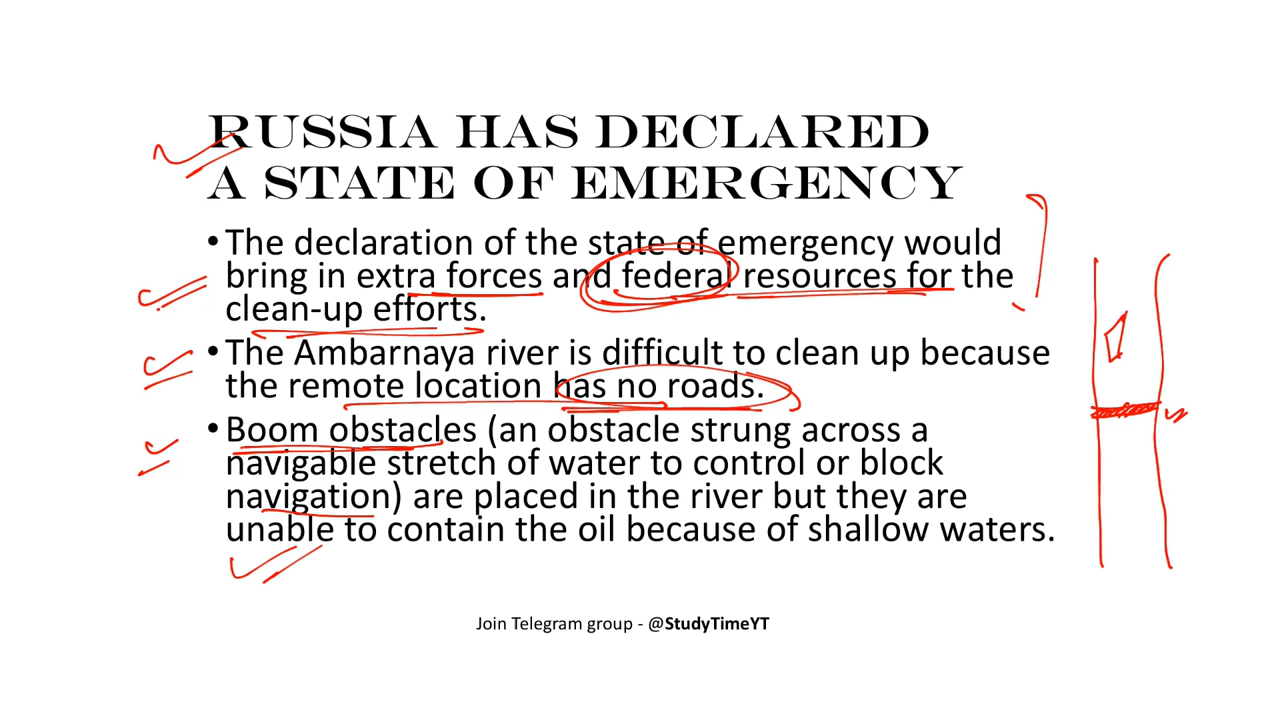 RUSSIA HAS DECLARED
A STATE OF EMERGENCY
•The declaration of the state of emergency would
bring in extra forces and federal resources for the
clean-up efforts.
•The Ambarnaya river is difficult to clean up because
the remote location has no roads.
•Boom obstacles (an obstacle strung across a
navigable stretch of water to control or block
navigation) are placed in the river but they are
unable to contain the oil because of shallow waters.
Join Telegram group - @StudyTimeYT